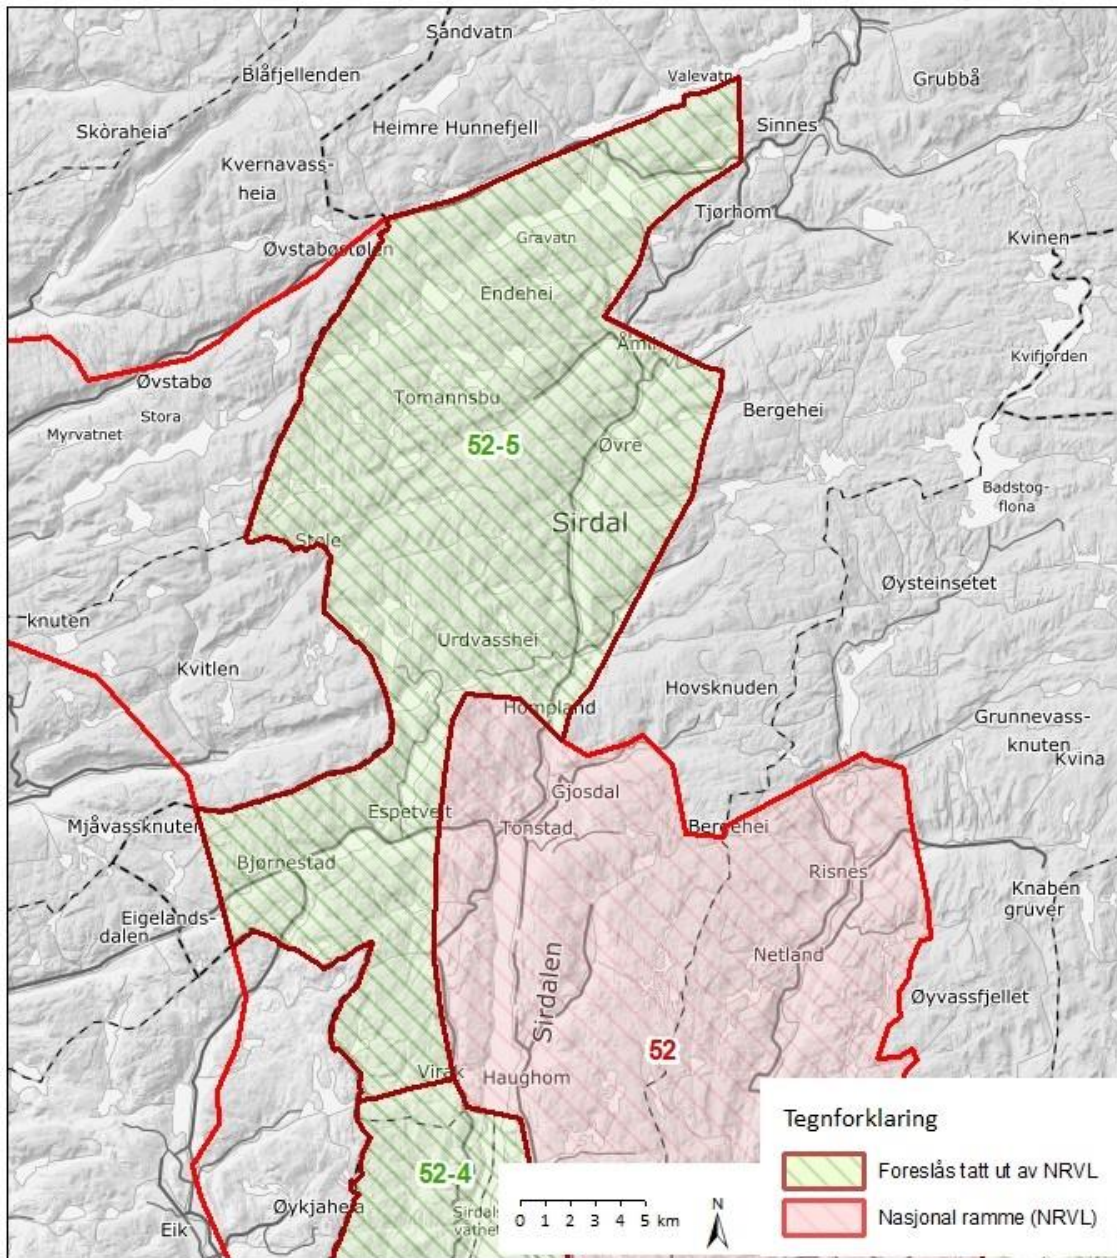 Sandvatn
Blåfjellenden
Valevatn
Grubbå
Skòraheia
Heimre Hunnefjell
Sinnes
Kvernavass-
heia
Tjørhom
Øvstabøstølen
Gravatn
Kvinen
Endehei
Kvifjorden
Øvstabø
Tomannsbu
Stora
Bergehei
Myrvatnet
52-5
Øvre
Badstog-
flona
Sirdal
Støle
Øysteinsetet
knuten
Urdvasshei
Kvitlen
Hovsknuden
Hompland
Grunnevass-
knuten
Kvina
Gjosdal
Espetveit
Mjåvassknuten
Tonstad
Bergehei
Bjørnestad
Risnes
Knaben
gruver
Eigelands-
dalen
Netland
Sirdalen
Øyvassfjellet
52
Virak
Haughom
52-4
Øykjaheia
Eik
Tegnforklaring
Foreslås tatt ut av NRVL
Nasjonal ramme (NRVL)
0 1 2 3 4 5 km
N